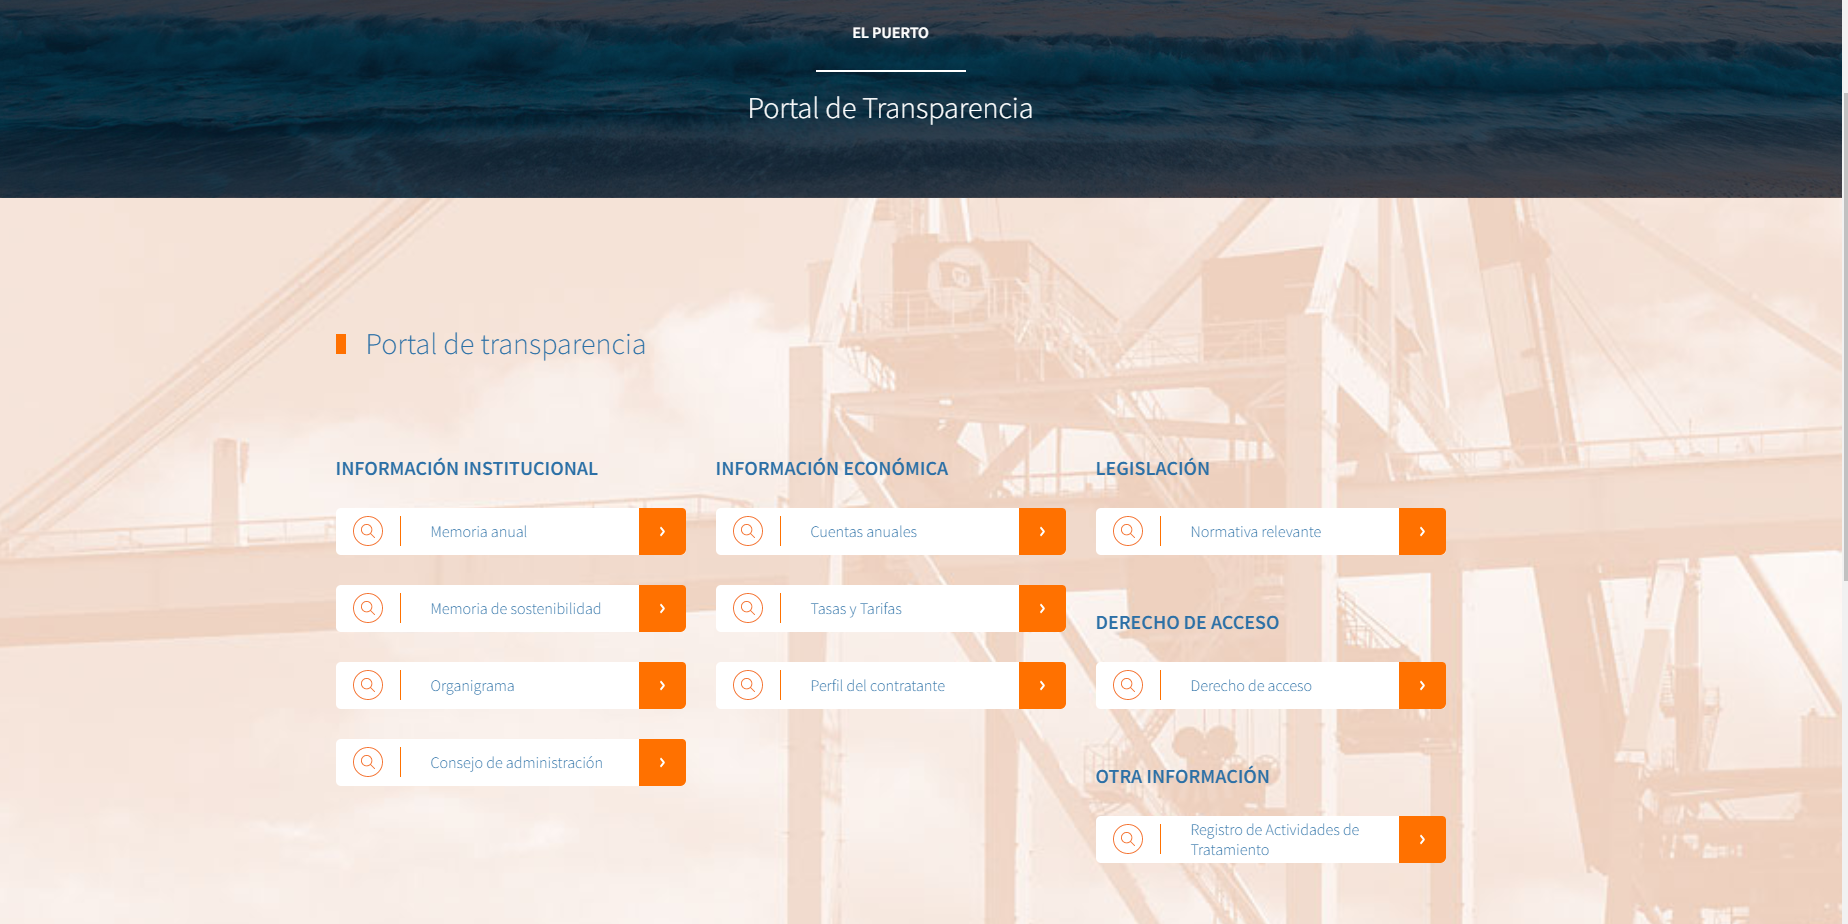 EL PUERTO
Portal de Transparencia
Portal de transparencia
INFORMACIÓN INSTITUCIONAL
Memoria anual
Memoria de sostenibilidad
Organigrama
Consejo de administración
INFORMACIÓN ECONÓMICA
Cuentas anuales
Tasas y Tarifas
Perfil del contratante
LEGISLACIÓN
Normativa relevante
DERECHO DE ACCESO
Derecho de acceso
OTRA INFORMACIÓN
Registro de Actividades de
Tratamiento